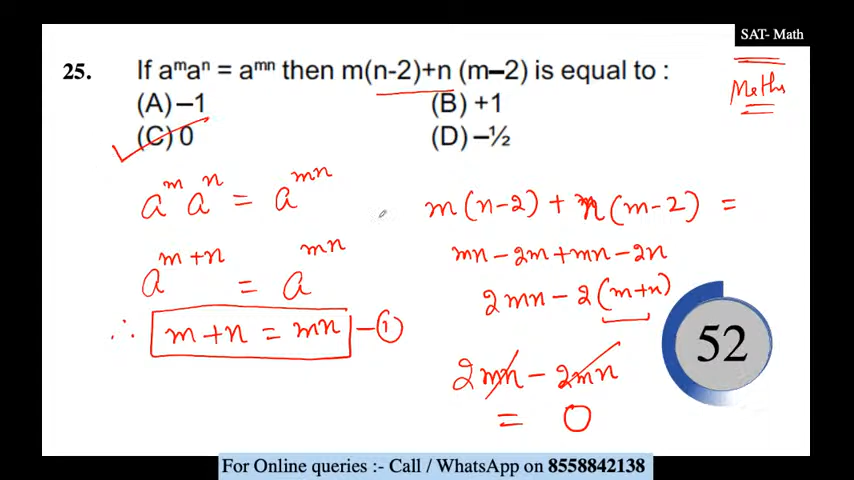 SAT- Math
25. If aᵐaⁿ = aᵐⁿ then m(n-2)+n (m–2) is equal to :
(A) –1
(B) +1
(C) 0
(D) –½
Maths
aᵐ aⁿ = aᵐⁿ
aᵐ⁺ⁿ = aᵐⁿ
∴ m+n = mn –①
m(n-2) + n(m-2) =
mn - 2m + mn - 2n
2mn - 2(m+n)
2mn - 2mn
= 0
52
For Online queries :- Call / WhatsApp on 8558842138